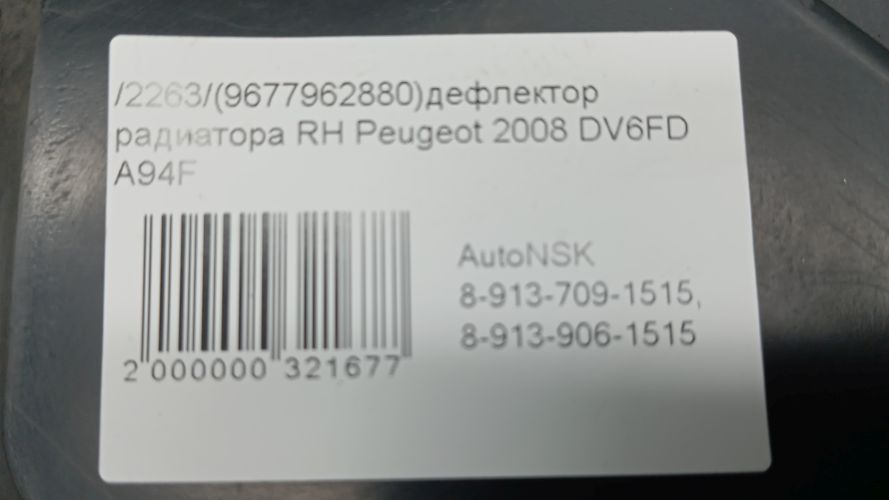 /2263/(9677962880)дефлектор
радиатора RH Peugeot 2008 DV6FD
A94F
AutoNSK
8-913-709-1515,
8-913-906-1515
2 000000 321677